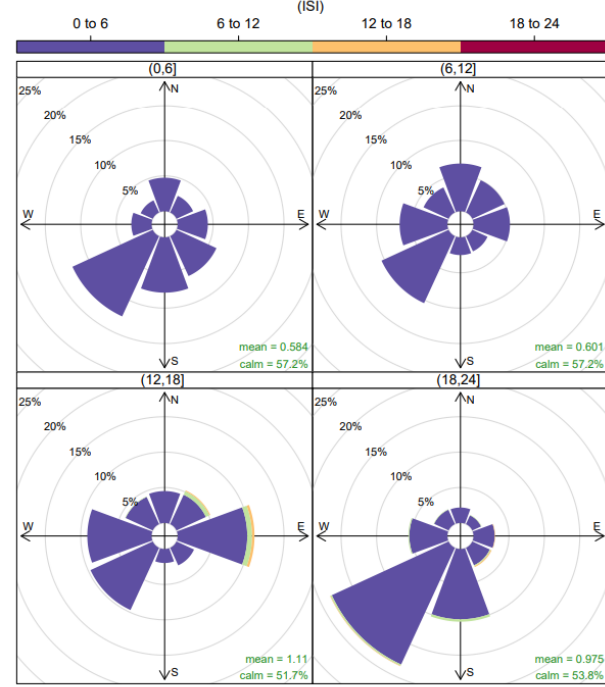 (ISI)
0 to 6 6 to 12 12 to 18 18 to 24
(0,6] (6,12]
25% 25%
20% 20%
15% 15%
10% 10%
5% 5%
N N
W E W E
S S
mean = 0.584 mean = 0.601
calm = 57.2% calm = 57.2%
(12,18] (18,24]
25% 25%
20% 20%
15% 15%
10% 10%
5% 5%
N N
W E W E
S S
mean = 1.11 mean = 0.975
calm = 51.7% calm = 53.8%